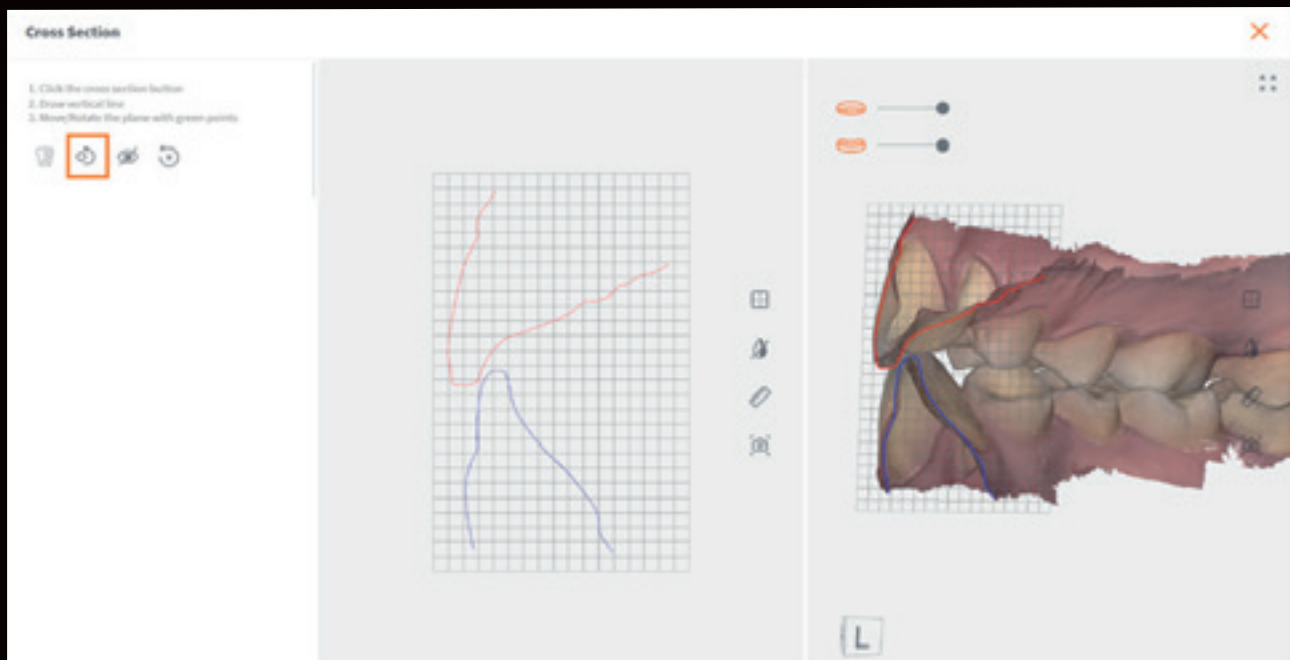 Cross Section
1. Click the cross section button
2. Draw vertical line
3. Move/Rotate the plane with green points
L